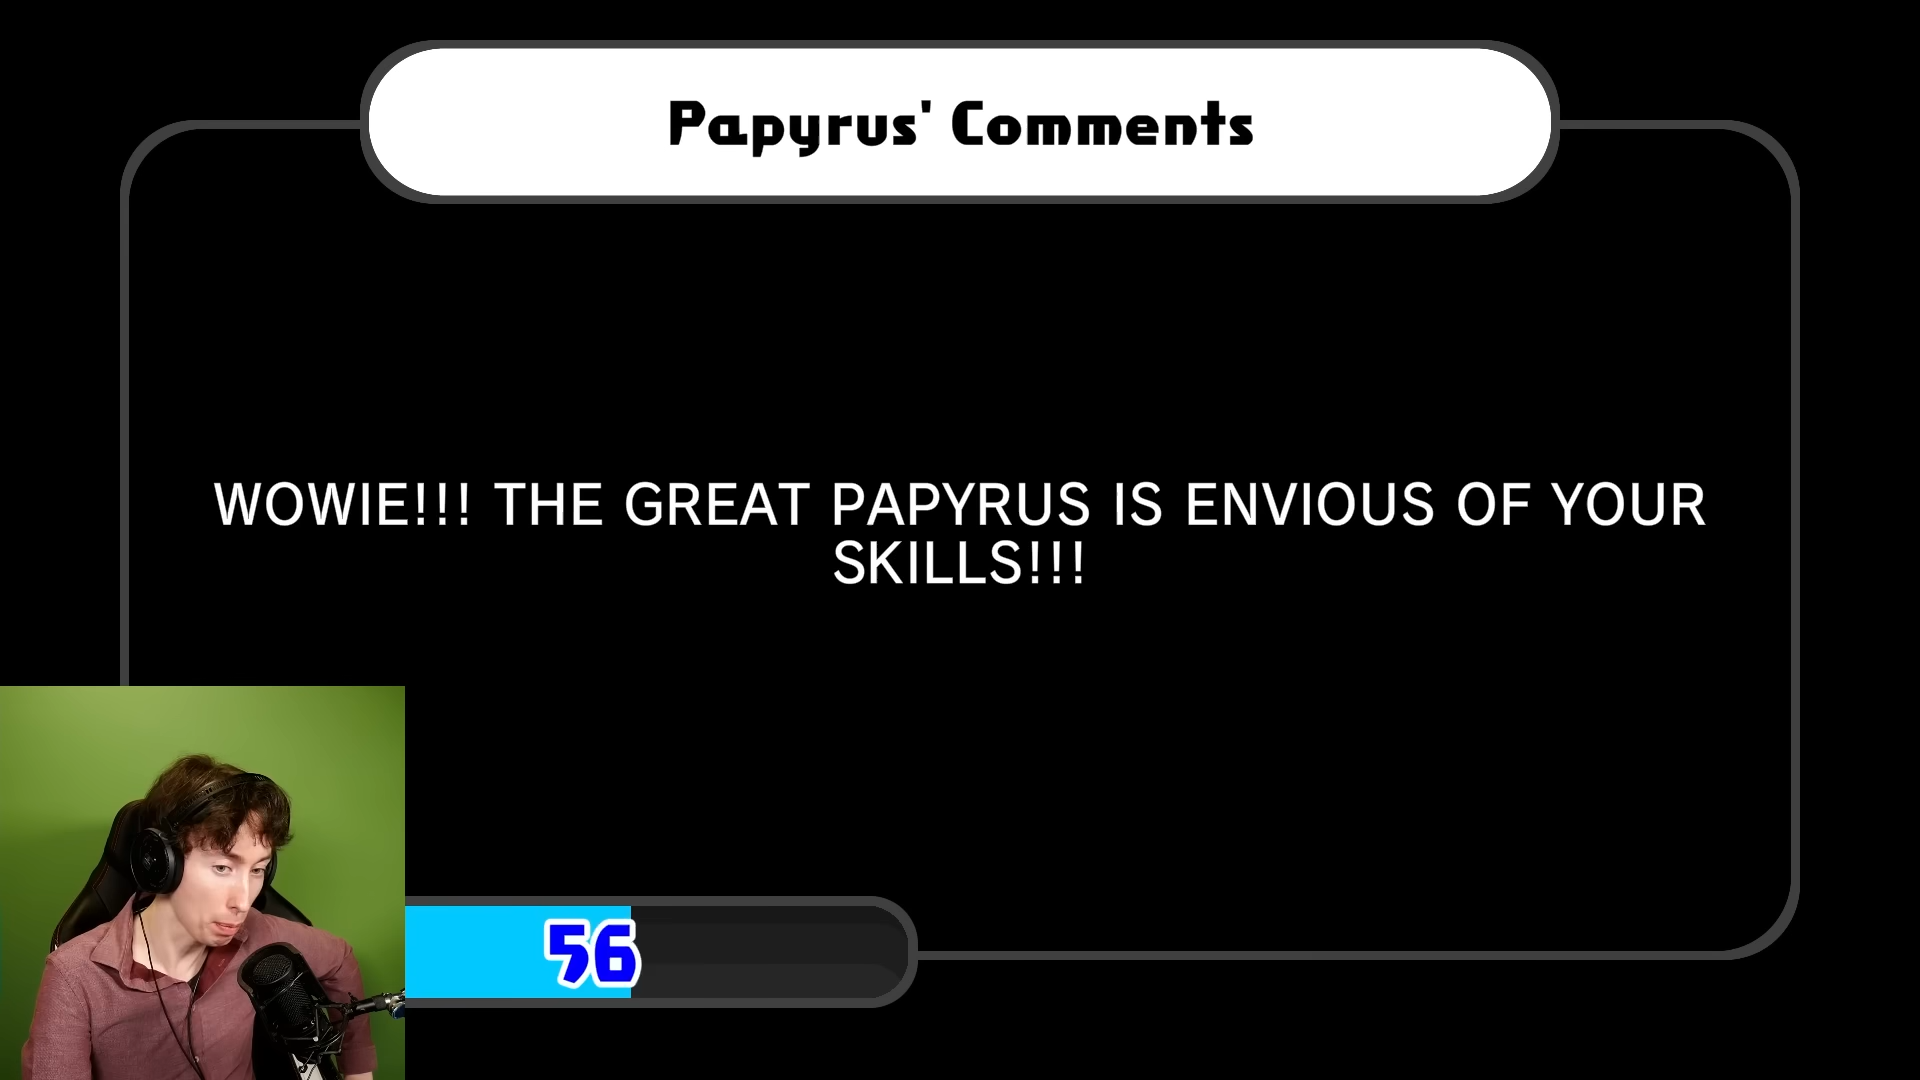 Papyrus' Comments
WOWIE!!! THE GREAT PAPYRUS IS ENVIOUS OF YOUR
SKILLS!!!
56